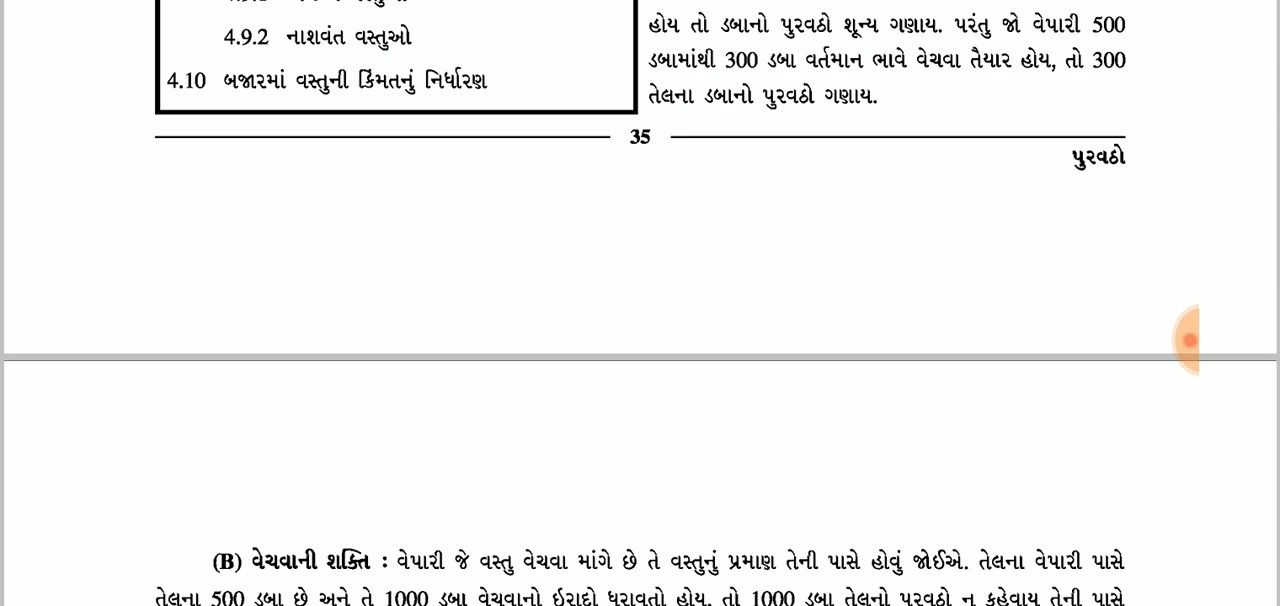 4.9.2 નાશવંત વસ્તુઓ
4.10 બજારમાં વસ્તુની કિંમતનું નિર્ધારણ
હોય તો ડબાનો પુરવઠો શૂન્ય ગણાય. પરંતુ જો વેપારી 500
ડબામાંથી 300 ડબા વર્તમાન ભાવે વેચવા તૈયાર હોય, તો 300
તેલના ડબાનો પુરવઠો ગણાય.
35
પુરવઠો
(B) વેચવાની શક્તિ : વેપારી જે વસ્તુ વેચવા માંગે છે તે વસ્તુનું પ્રમાણ તેની પાસે હોવું જોઈએ. તેલના વેપારી પાસે
તેલના 500 ડબા છે અને તે 1000 ડબા વેચવાનો ઇરાદો ધરાવતો હોય, તો 1000 ડબા તેલનો પુરવઠો ન કહેવાય તેની પાસે